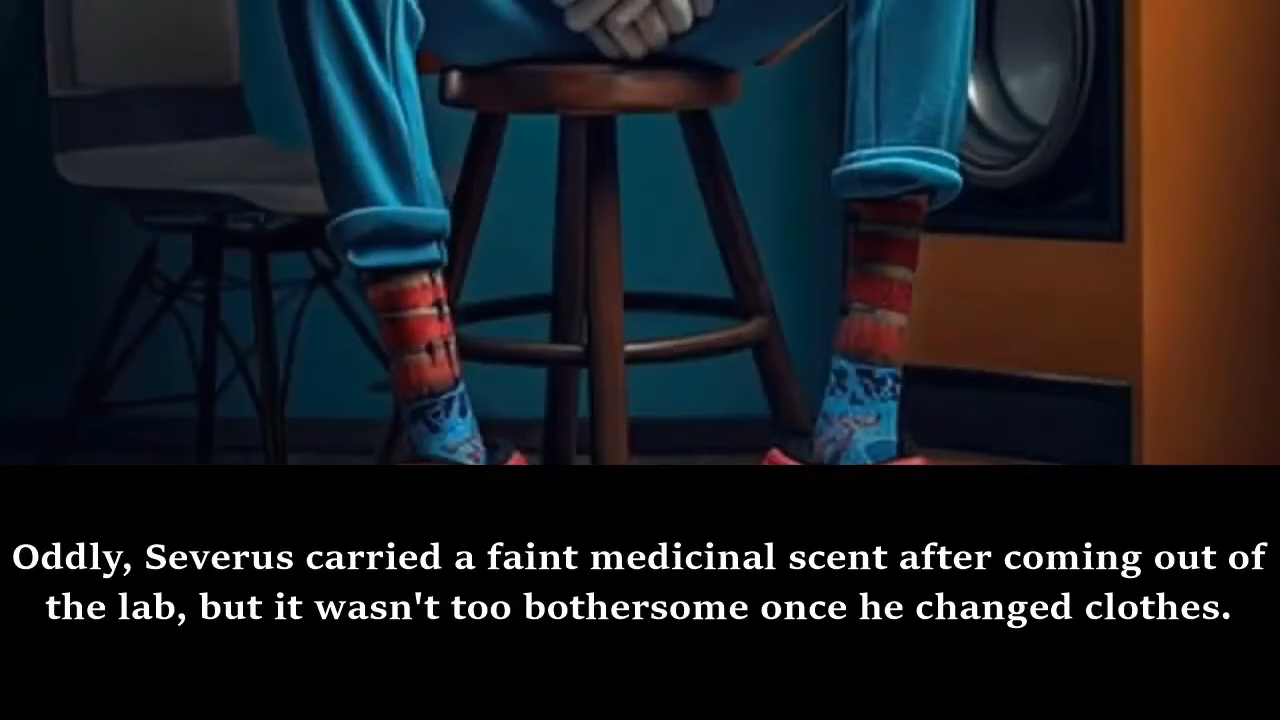 Oddly, Severus carried a faint medicinal scent after coming out of
the lab, but it wasn't too bothersome once he changed clothes.